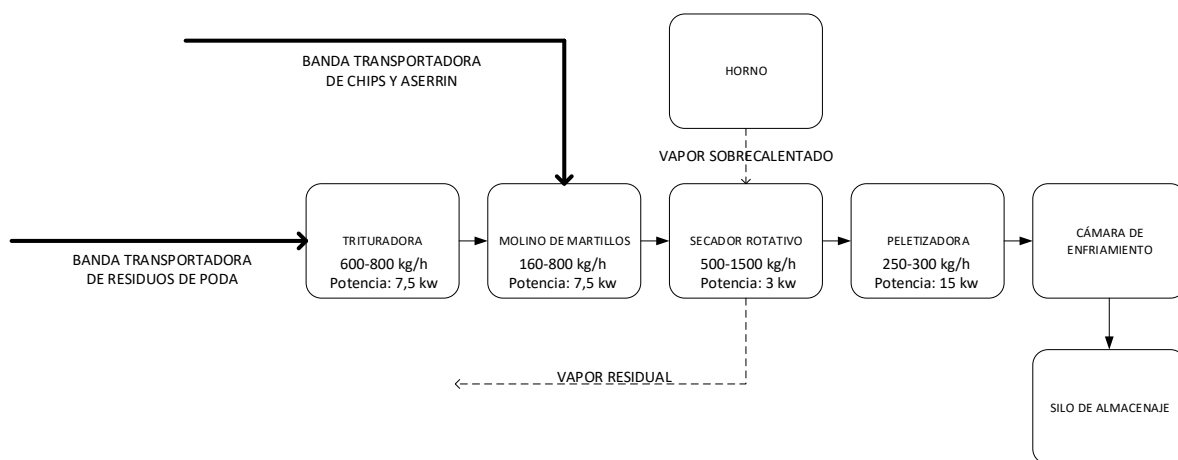 BANDA TRANSPORTADORA
DE CHIPS Y ASERRIN
HORNO
VAPOR SOBRECALENTADO
BANDA TRANSPORTADORA
DE RESIDUOS DE PODA
TRITURADORA
600-800 kg/h
Potencia: 7,5 kw
MOLINO DE MARTILLOS
160-800 kg/h
Potencia: 7,5 kw
SECADOR ROTATIVO
500-1500 kg/h
Potencia: 3 kw
PELETIZADORA
250-300 kg/h
Potencia: 15 kw
CÁMARA DE
ENFRIAMIENTO
VAPOR RESIDUAL
SILO DE ALMACENAJE